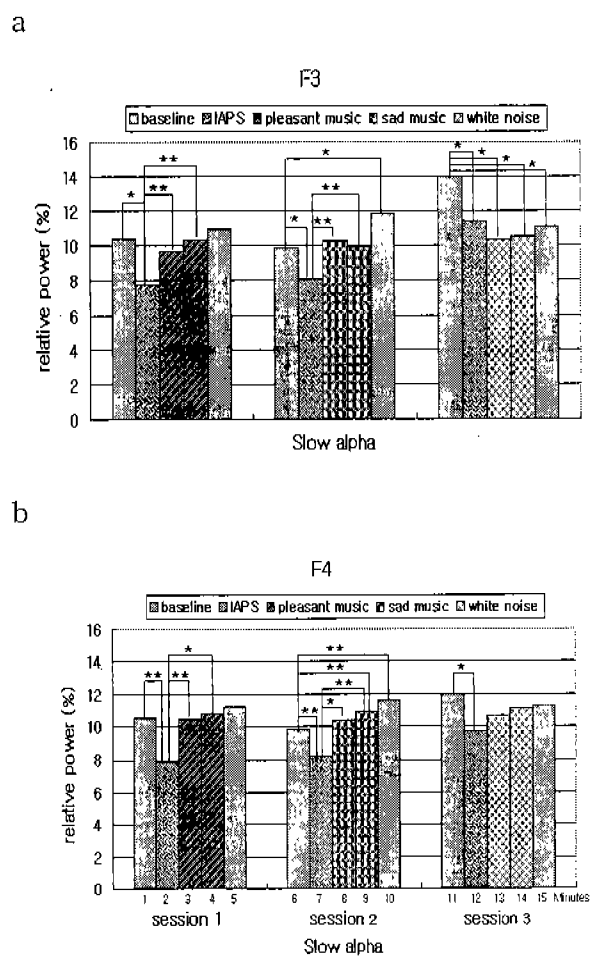 a
F3
baseline IAPS pleasant music sad music white noise
relative power (%)
16
14
12
10
8
6
4
2
0
* ** ** * ** ** * * * * *
Slow alpha
b
F4
baseline IAPS pleasant music sad music white noise
relative power (%)
16
14
12
10
8
6
4
2
0
** ** * ** * ** ** ** *
1 2 3 4 5 6 7 8 9 10 11 12 13 14 15 Minutes
session 1 session 2 session 3
Slow alpha